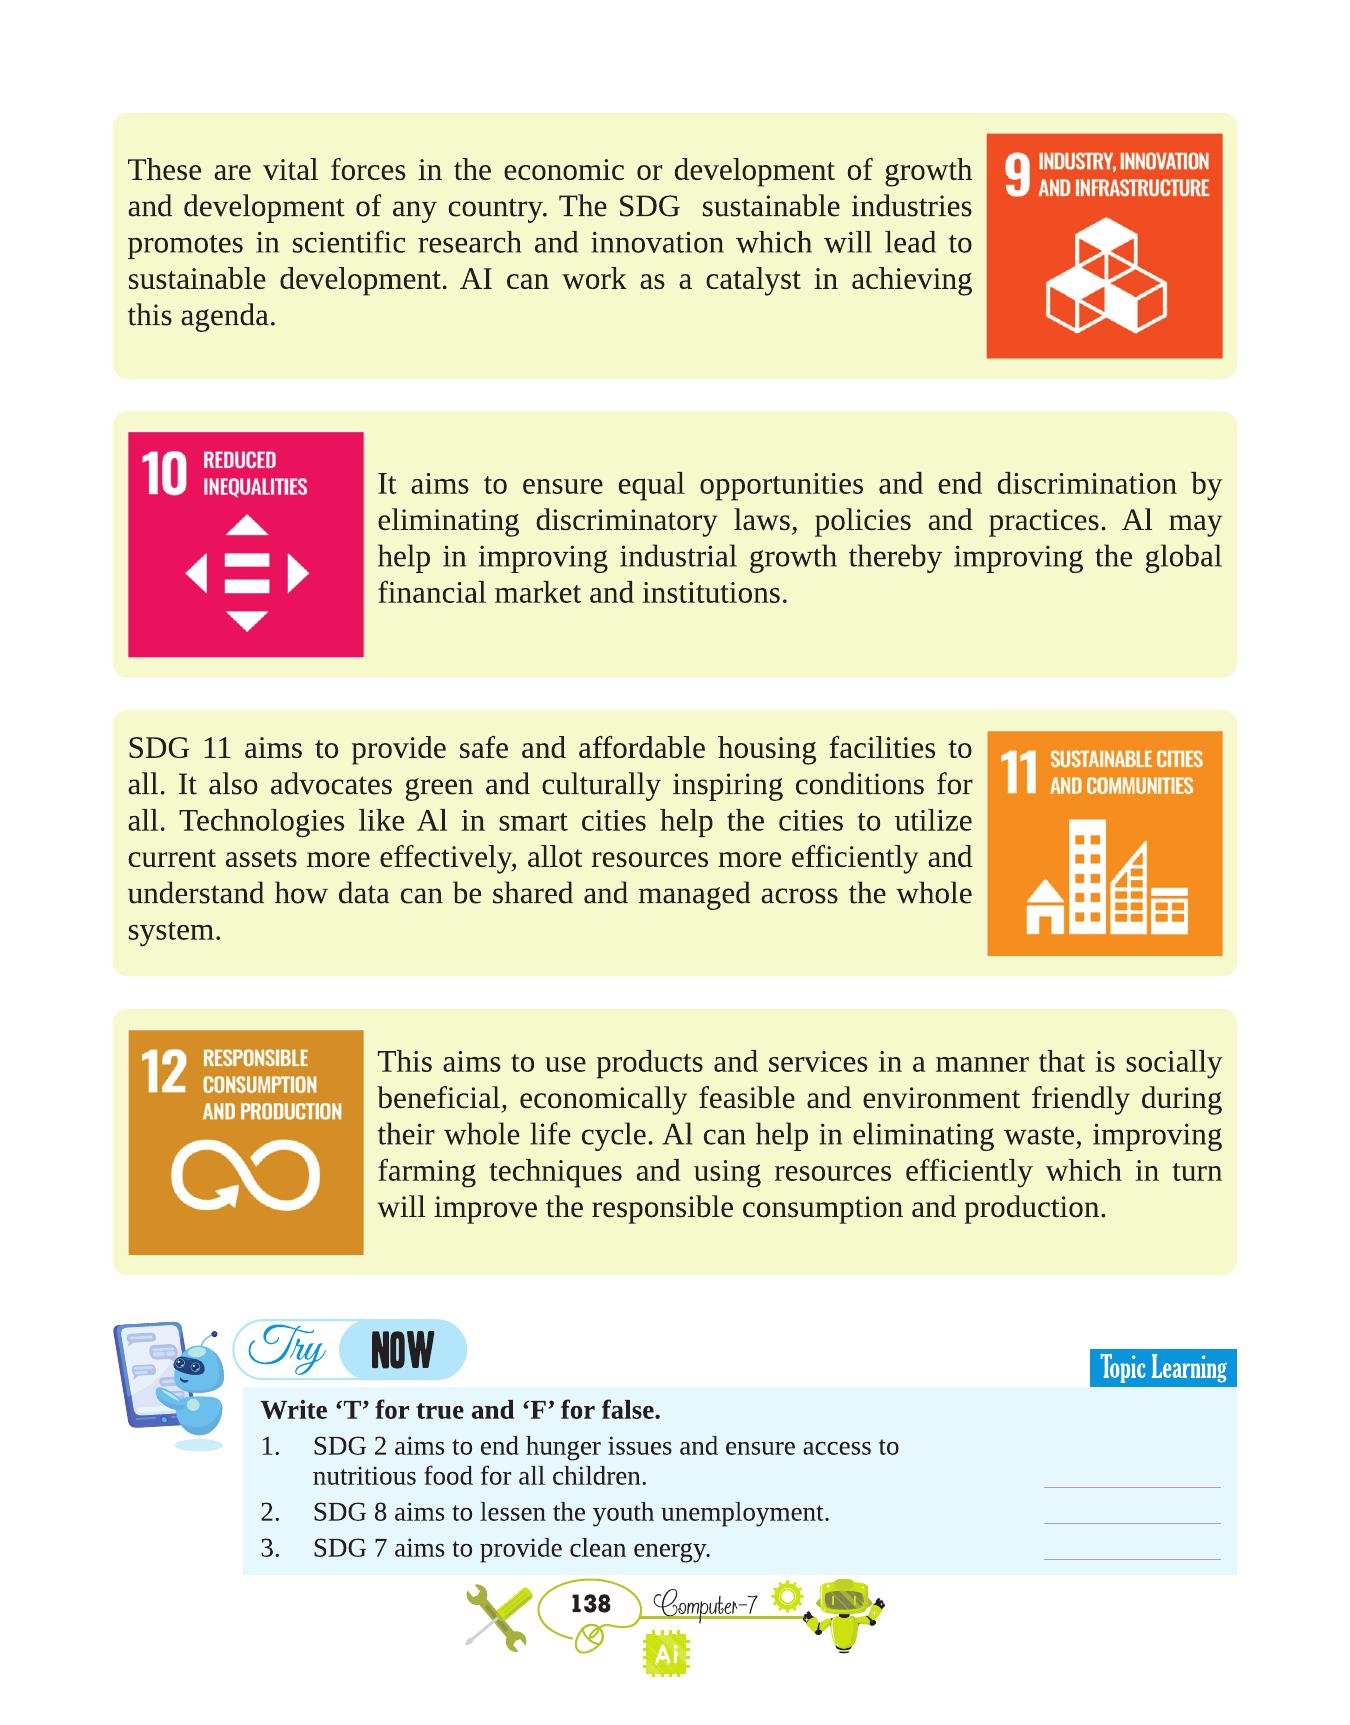 These are vital forces in the economic or development of growth
and development of any country. The SDG sustainable industries
promotes in scientific research and innovation which will lead to
sustainable development. AI can work as a catalyst in achieving
this agenda.
9 INDUSTRY, INNOVATION
AND INFRASTRUCTURE
10 REDUCED
INEQUALITIES
It aims to ensure equal opportunities and end discrimination by
eliminating discriminatory laws, policies and practices. Al may
help in improving industrial growth thereby improving the global
financial market and institutions.
SDG 11 aims to provide safe and affordable housing facilities to
all. It also advocates green and culturally inspiring conditions for
all. Technologies like Al in smart cities help the cities to utilize
current assets more effectively, allot resources more efficiently and
understand how data can be shared and managed across the whole
system.
11 SUSTAINABLE CITIES
AND COMMUNITIES
12 RESPONSIBLE
CONSUMPTION
AND PRODUCTION
This aims to use products and services in a manner that is socially
beneficial, economically feasible and environment friendly during
their whole life cycle. Al can help in eliminating waste, improving
farming techniques and using resources efficiently which in turn
will improve the responsible consumption and production.
Try NOW
Topic Learning
Write ‘T’ for true and ‘F’ for false.
1. SDG 2 aims to end hunger issues and ensure access to
nutritious food for all children.
2. SDG 8 aims to lessen the youth unemployment.
3. SDG 7 aims to provide clean energy.
138 Computer-7
Ai